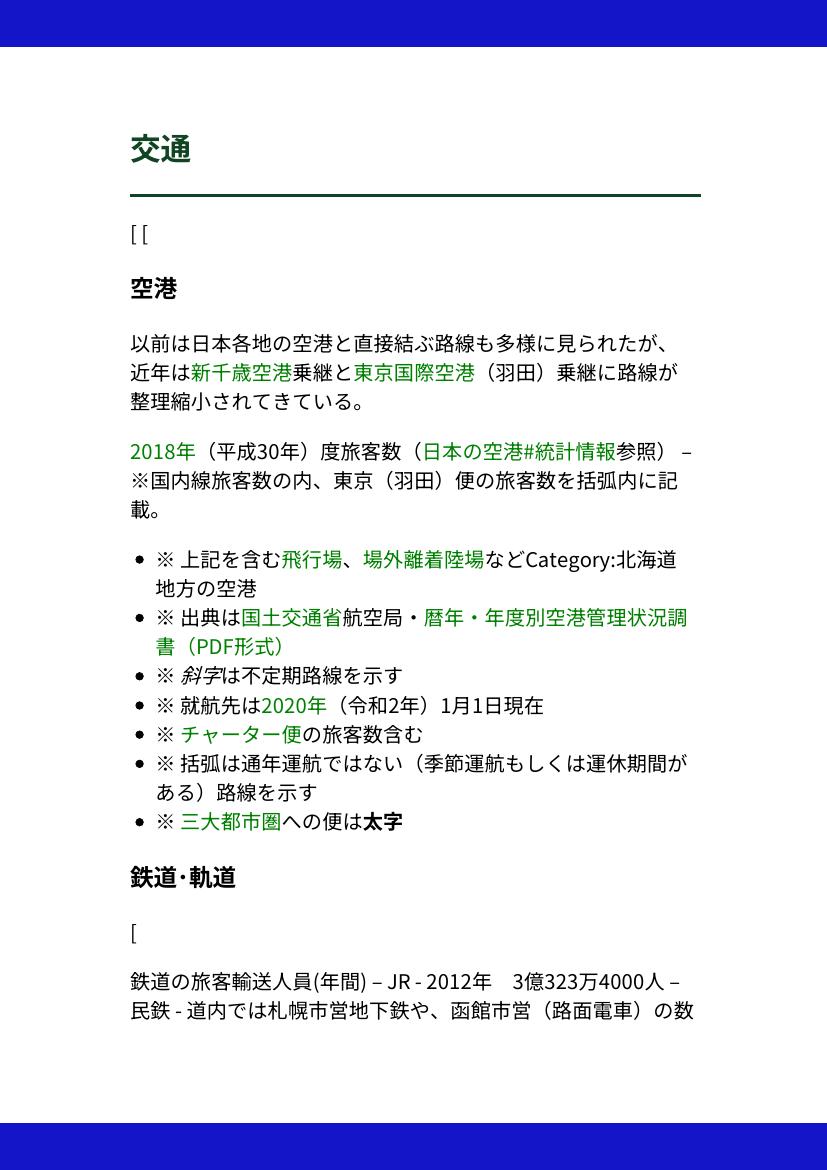 交通
[ [
空港
以前は日本各地の空港と直接結ぶ路線も多様に見られたが、
近年は新千歳空港乗継と東京国際空港（羽田）乗継に路線が
整理縮小されてきている。
2018年（平成30年）度旅客数（日本の空港#統計情報参照） –
※国内線旅客数の内、東京（羽田）便の旅客数を括弧内に記
載。
• ※ 上記を含む飛行場、場外離着陸場などCategory:北海道
地方の空港
• ※ 出典は国土交通省航空局・暦年・年度別空港管理状況調
書（PDF形式）
• ※ 斜字は不定期路線を示す
• ※ 就航先は2020年（令和2年）1月1日現在
• ※ チャーター便の旅客数含む
• ※ 括弧は通年運航ではない（季節運航もしくは運休期間が
ある）路線を示す
• ※ 三大都市圏への便は太字
鉄道･軌道
[
鉄道の旅客輸送人員(年間) – JR - 2012年　3億323万4000人 –
民鉄 - 道内では札幌市営地下鉄や、函館市営（路面電車）の数